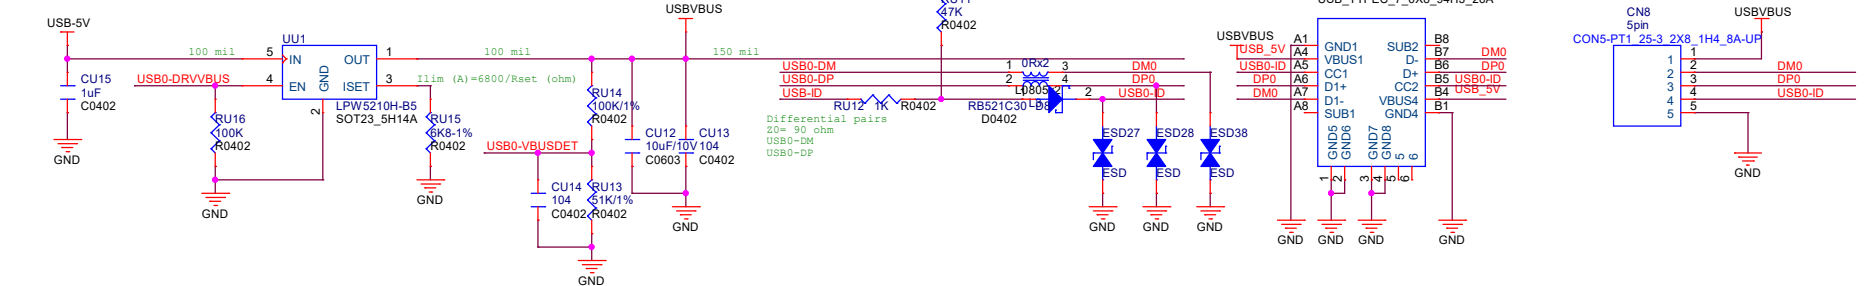 USB-5V
100 mil
UU1
5
IN
OUT
1
100 mil
CU15
1uF
C0402
GND
USB0-DRVVBUS
4
EN
GND
ISET
3
Ilim (A)=6800/Rset (ohm)
2
LPW5210H-B5
SOT23_5H14A
RU16
100K
R0402
GND
RU15
6K8-1%
R0402
GND
RU14
100K/1%
R0402
USB0-VBUSDET
CU14
104
C0402
RU13
51K/1%
R0402
GND
USBVBUS
150 mil
CU12
10uF/10V
C0603
CU13
104
C0402
GND
47K
R0402
USB0-DM
1
0Rx2
3
DM0
USB0-DP
2
4
DP0
USB-ID
RU12
1K
R0402
RB521C30
D0402
2
USB0-ID
Differential pairs
Z0= 90 ohm
USB0-DM
USB0-DP
ESD27
ESD
GND
ESD28
ESD
GND
ESD38
ESD
GND
USBVBUS
USB_5V
USB0-ID
DP0
DM0
A1
A4
A5
A6
A7
A8
GND1
VBUS1
CC1
D1+
D1-
SUB1
SUB2
D-
D+
CC2
VBUS4
GND4
B8
B7
B6
B5
B4
B1
DM0
DP0
USB0-ID
USB_5V
GND5
GND6
GND7
GND8
5
6
1
2
3
4
5
6
GND
GND
GND
GND
CN8
5pin
CON5-PT1_25-3_2X8_1H4_8A-UP
USBVBUS
1
2
3
4
5
1
2
3
4
5
DM0
DP0
USB0-ID
GND